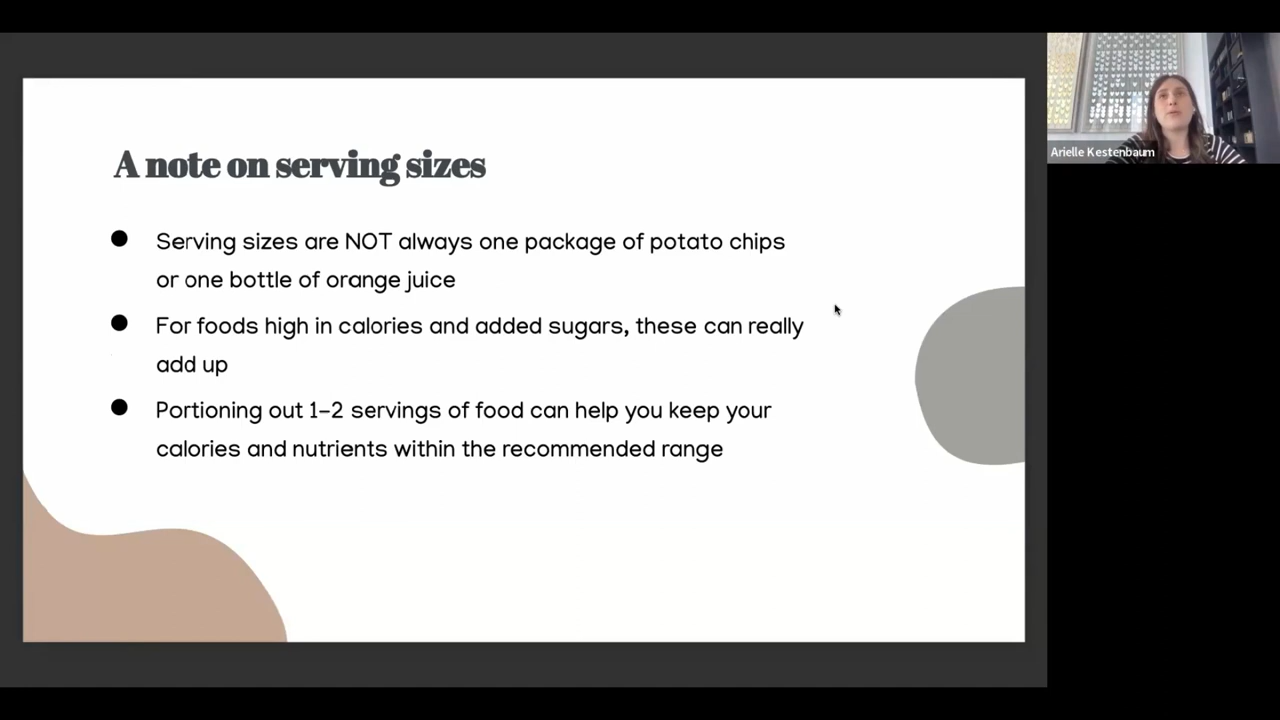 A note on serving sizes
Serving sizes are NOT always one package of potato chips
or one bottle of orange juice
For foods high in calories and added sugars, these can really
add up
Portioning out 1–2 servings of food can help you keep your
calories and nutrients within the recommended range
Arielle Kestenbaum